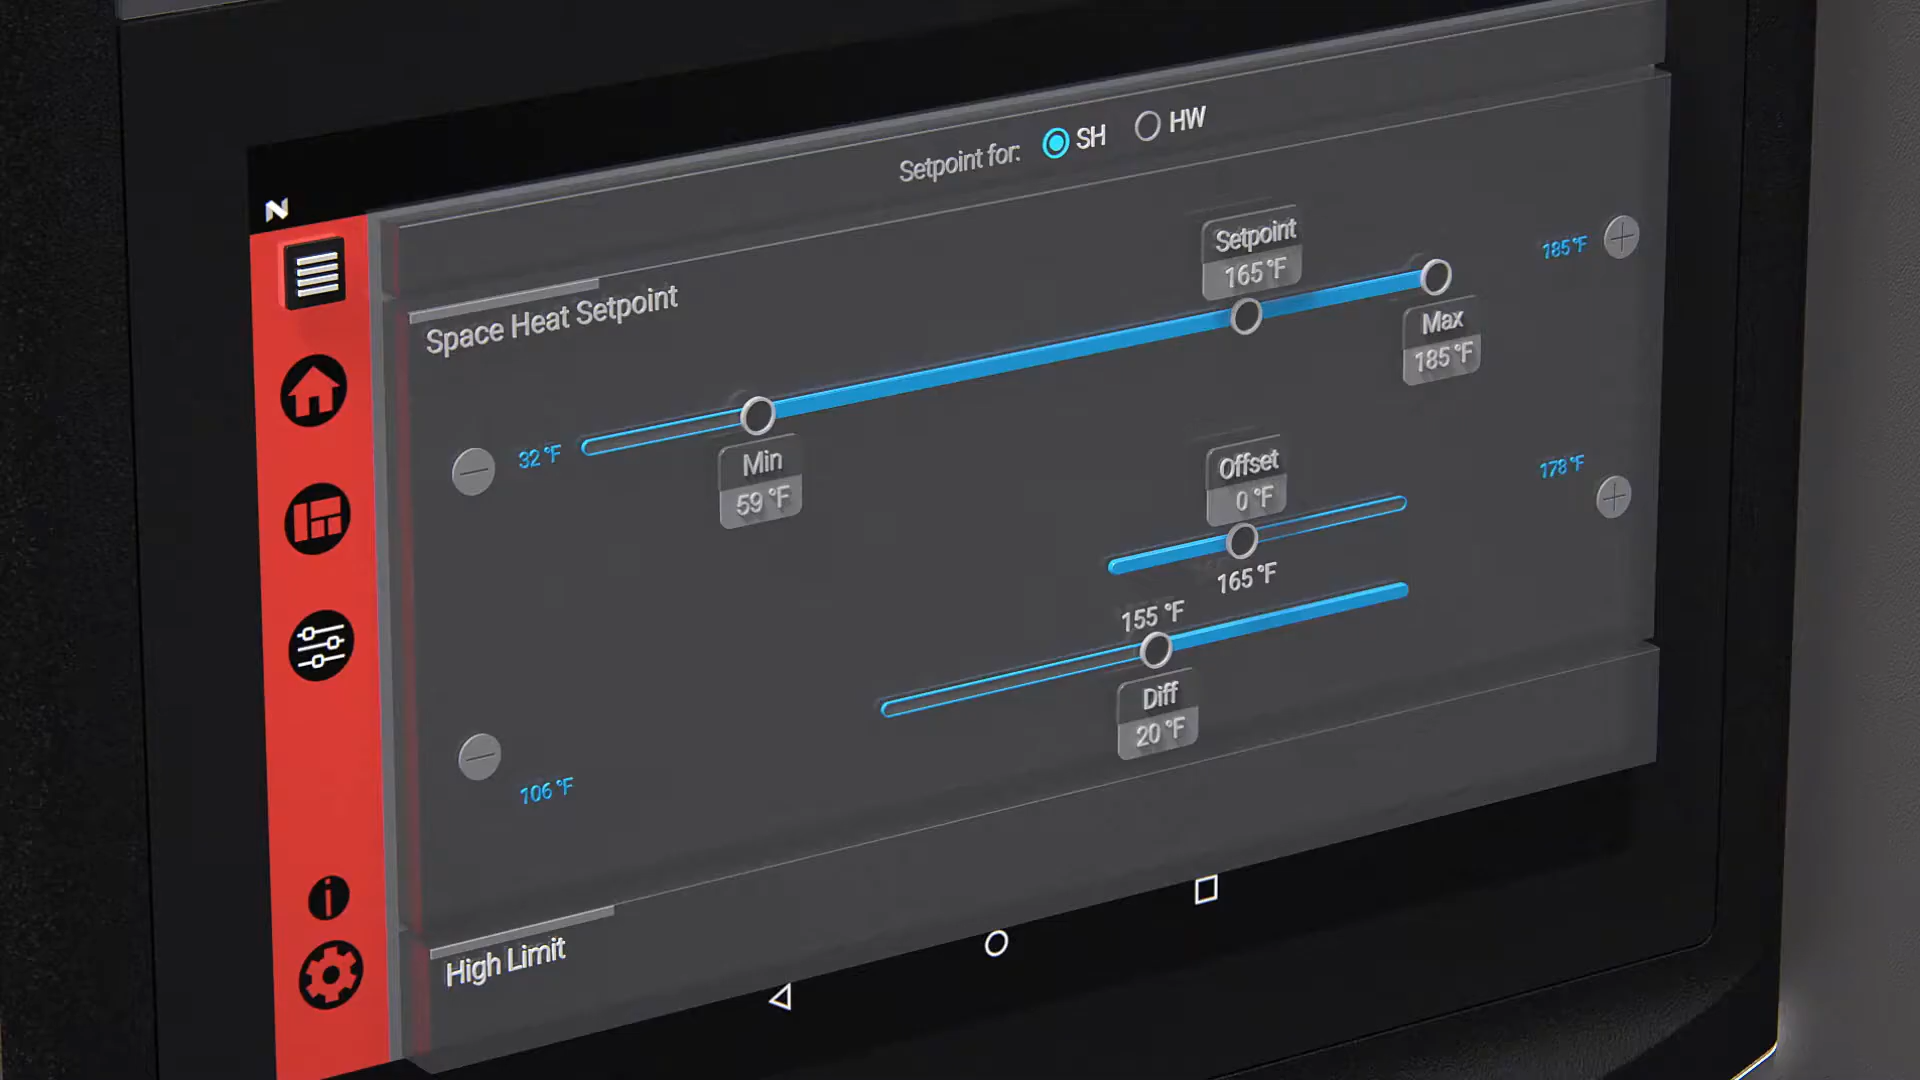 N
Setpoint for: SH HW
Space Heat Setpoint
Setpoint
165 °F
185 °F
Max
185 °F
32 °F
Min
59 °F
Offset
0 °F
178 °F
165 °F
155 °F
Diff
20 °F
106 °F
High Limit